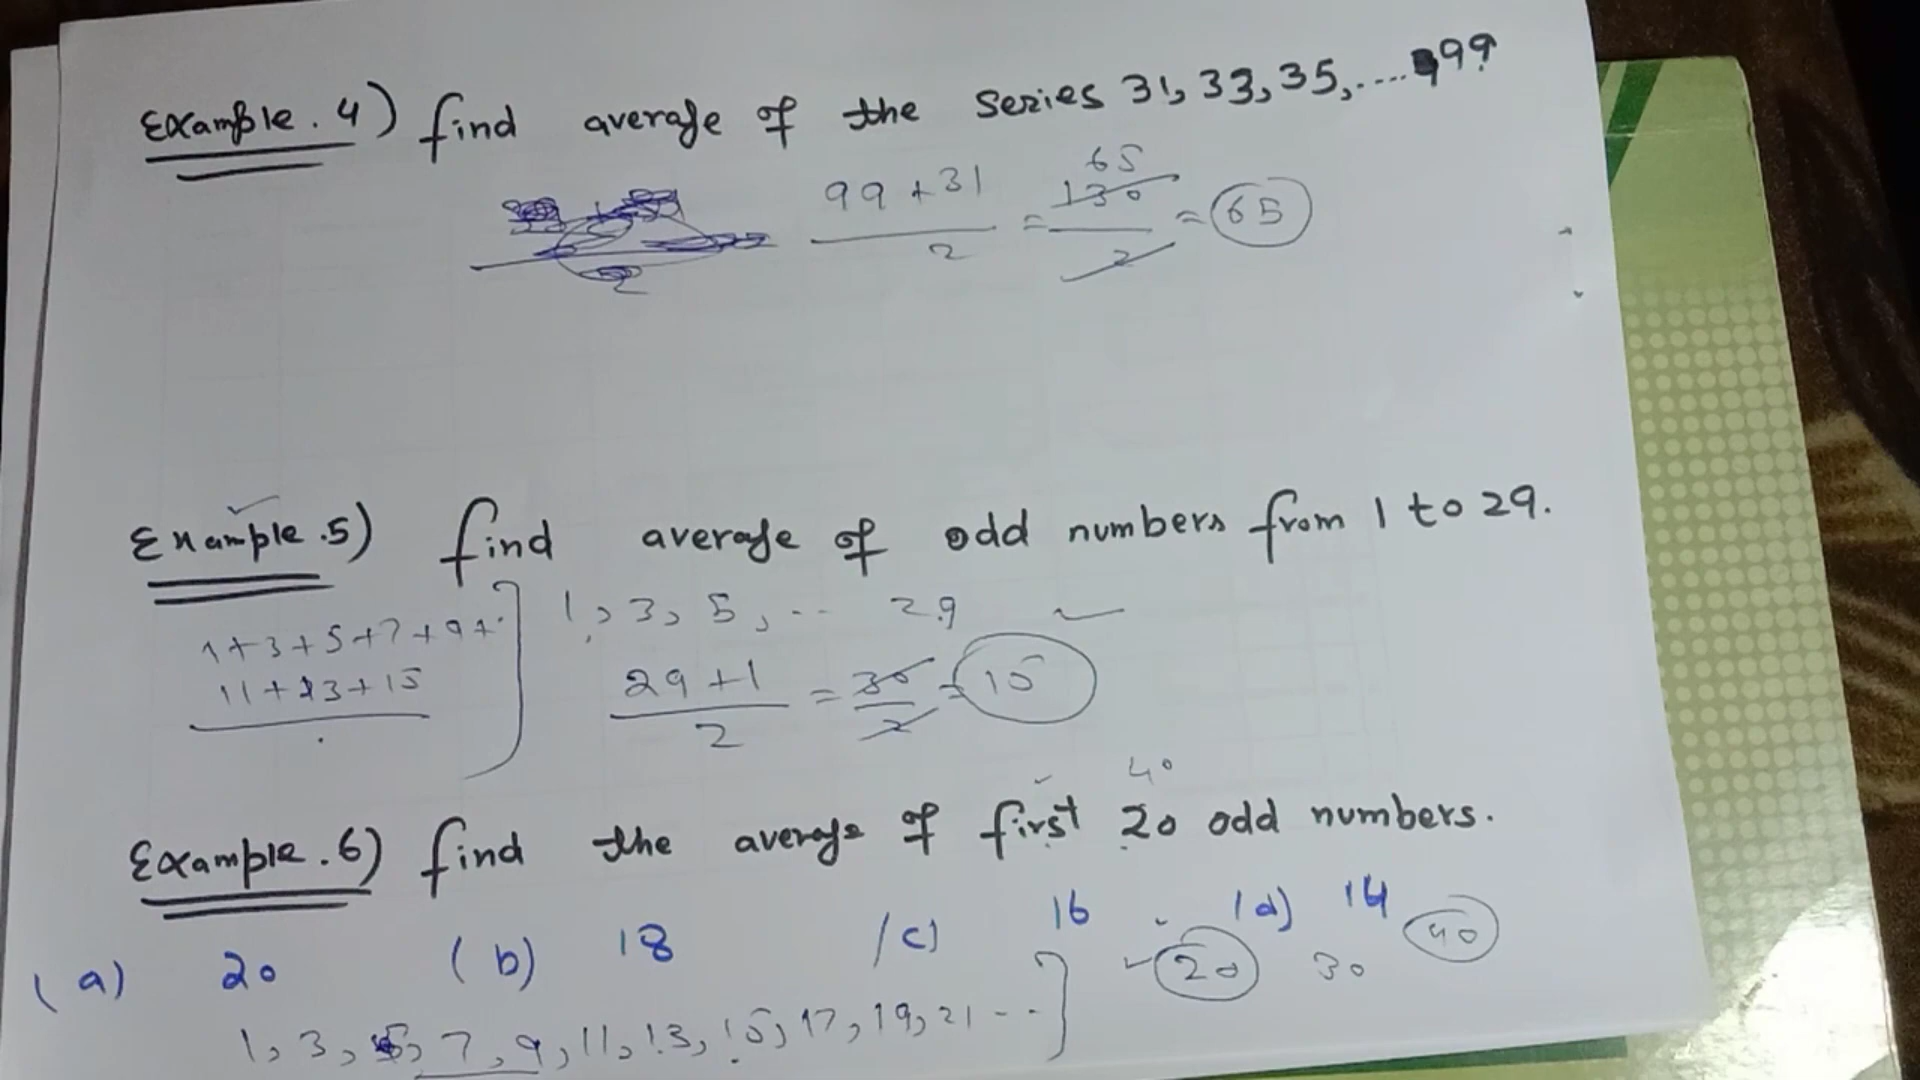 Example. 4) find average of the series 31, 33, 35, .... 99?
99 + 31 / 2 = 65 130 / 2 = 65
Example. 5) find average of odd numbers from 1 to 29.
1+3+5+7+9+ 1, 3, 5, .. 29
11+13+15 29+1 / 2 = 30 / 2 = 15
40
Example. 6) find the average of first 20 odd numbers.
(a) 20 (b) 18 (c) 16 (d) 14
20 30 40
1, 3, 5, 7, 9, 11, 13, 15, 17, 19, 21 - - .